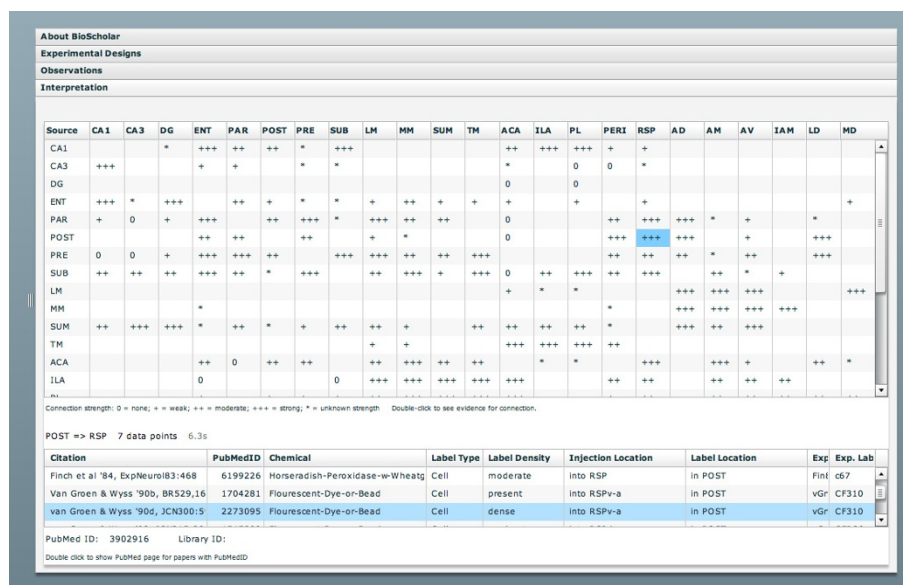 About BioScholar
Experimental Designs
Observations
Interpretation
Source CA1 CA3 DG ENT PAR POST PRE SUB LM MM SUM TM ACA ILA PL PERI RSP AD AM AV IAM LD MD
CA1 * +++ ++ ++ * +++ ++ +++ +++ + +
CA3 +++ + + * * * 0 0 *
DG 0 0
ENT +++ * +++ ++ + * * + ++ + + + + + +
PAR + 0 + +++ ++ +++ * +++ ++ ++ 0 ++ +++ +++ * + *
POST ++ ++ ++ + * 0 +++ +++ +++ + +++
PRE 0 0 + +++ +++ ++ +++ +++ ++ ++ +++ ++ ++ ++ * ++ +++
SUB ++ ++ ++ +++ ++ * +++ ++ +++ + +++ 0 ++ +++ ++ +++ ++ * +
LM + * * +++ +++ +++ +++
MM * * +++ +++ +++ +++
SUM ++ +++ +++ * ++ * + ++ ++ + ++ ++ ++ ++ * +++ ++ +++
TM + + +++ +++ +++ ++
ACA ++ 0 ++ ++ ++ +++ ++ ++ * * +++ +++ + ++ *
ILA 0 0 +++ +++ +++ +++ +++ ++ ++ ++ ++ ++
Connection strength: 0 = none; + = weak; ++ = moderate; +++ = strong; * = unknown strength Double-click to see evidence for connection.
POST => RSP 7 data points 6.3s
Citation PubMedID Chemical Label Type Label Density Injection Location Label Location Exp Exp. Lab
Finch et al '84, ExpNeurol83:468 6199226 Horseradish-Peroxidase-w-Wheatg Cell moderate into RSP in POST c67
Van Groen & Wyss '90b, BR529,16 1704281 Flourescent-Dye-or-Bead Cell present into RSPv-a in POST vGr CF310
van Groen & Wyss '90d, JCN300:5 2273095 Flourescent-Dye-or-Bead Cell dense into RSPv-a in POST vGr CF310
PubMed ID: 3902916 Library ID:
Double click to show PubMed page for papers with PubMedID